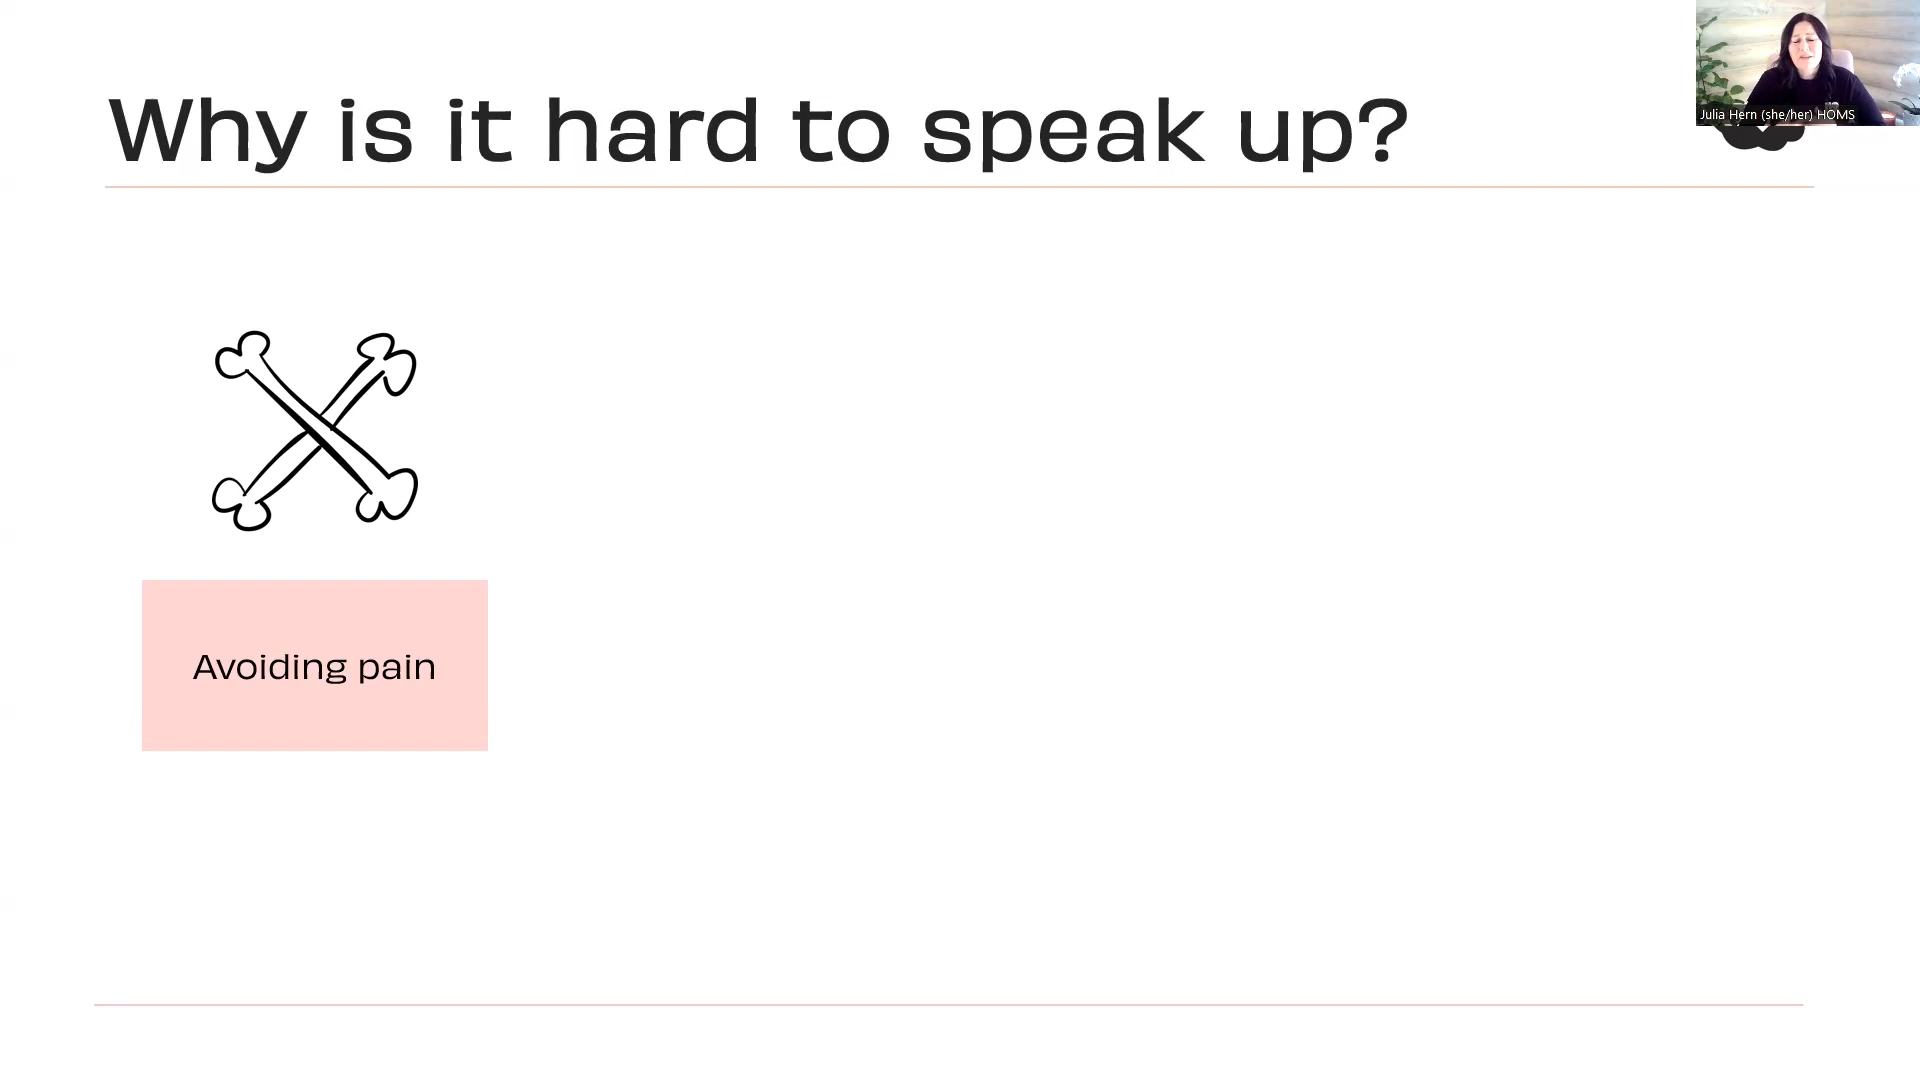 Why is it hard to speak up?
Julia Hern (she/her) HOMS
Avoiding pain